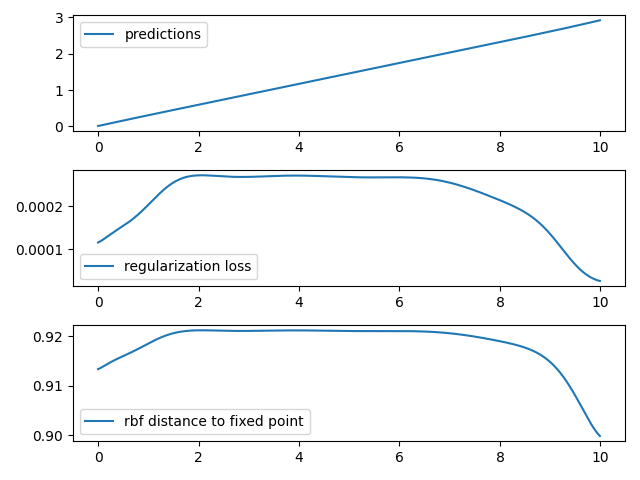 3
2
1
0
predictions
0 2 4 6 8 10
0.0002
0.0001
regularization loss
0 2 4 6 8 10
0.92
0.91
0.90
rbf distance to fixed point
0 2 4 6 8 10